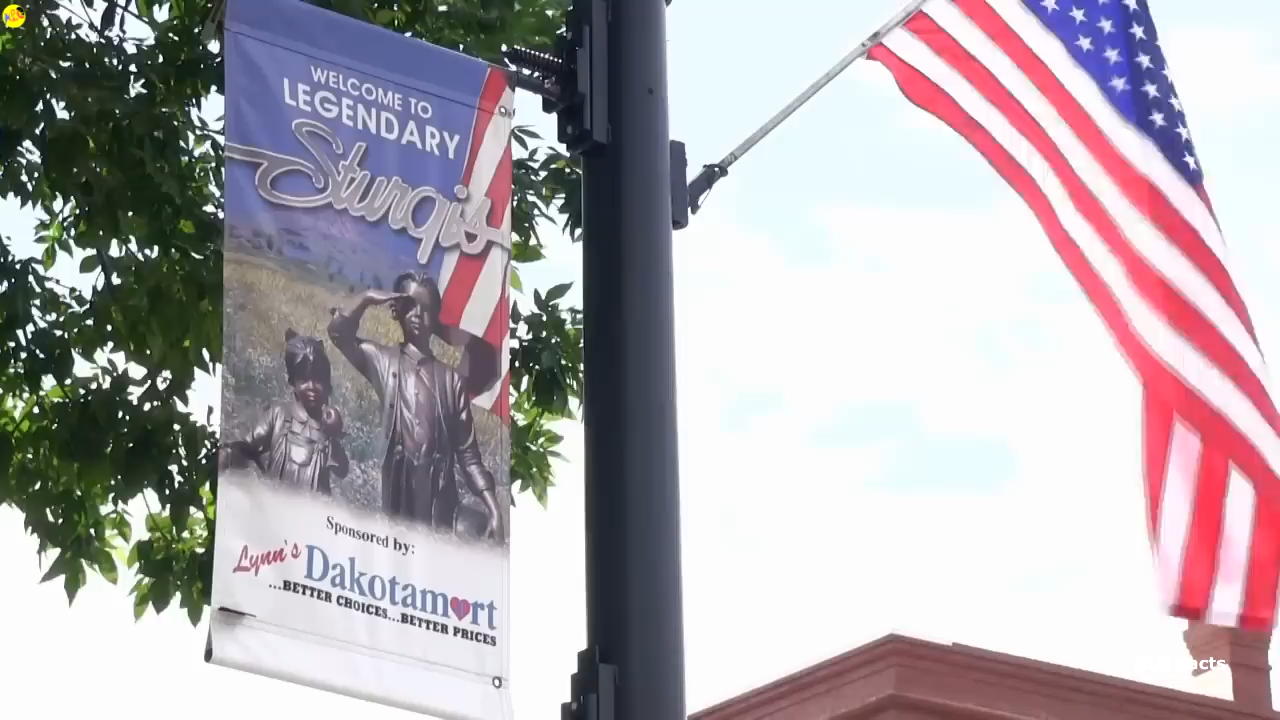 WELCOME TO
LEGENDARY
Sturgis
Sponsored by:
Lynn's
Dakotamart
...BETTER CHOICES...BETTER PRICES